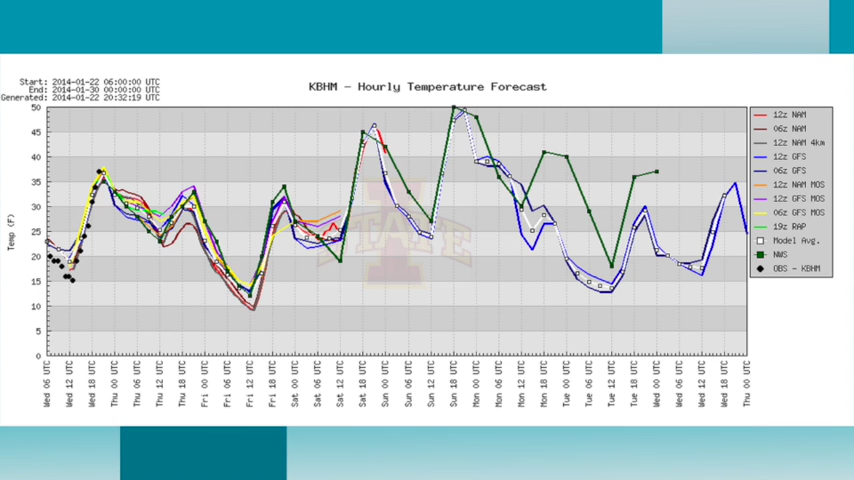 Start: 2014-01-22 06:00:00 UTC
End: 2014-01-30 00:00:00 UTC
Generated: 2014-01-22 20:32:19 UTC
KBHM - Hourly Temperature Forecast
50
45
40
35
30
25
20
15
10
5
0
Temp (F)
12z NAM
06z NAM
12z NAM 4km
12z GFS
06z GFS
12z NAM MOS
12z GFS MOS
06z GFS MOS
19z RAP
Model Avg.
NWS
OBS - KBHM
STATE
Wed 06 UTC
Wed 12 UTC
Wed 18 UTC
Thu 00 UTC
Thu 06 UTC
Thu 12 UTC
Thu 18 UTC
Fri 00 UTC
Fri 06 UTC
Fri 12 UTC
Fri 18 UTC
Sat 00 UTC
Sat 06 UTC
Sat 12 UTC
Sat 18 UTC
Sun 00 UTC
Sun 06 UTC
Sun 12 UTC
Sun 18 UTC
Mon 00 UTC
Mon 06 UTC
Mon 12 UTC
Mon 18 UTC
Tue 00 UTC
Tue 06 UTC
Tue 12 UTC
Tue 18 UTC
Wed 00 UTC
Wed 06 UTC
Wed 12 UTC
Wed 18 UTC
Thu 00 UTC